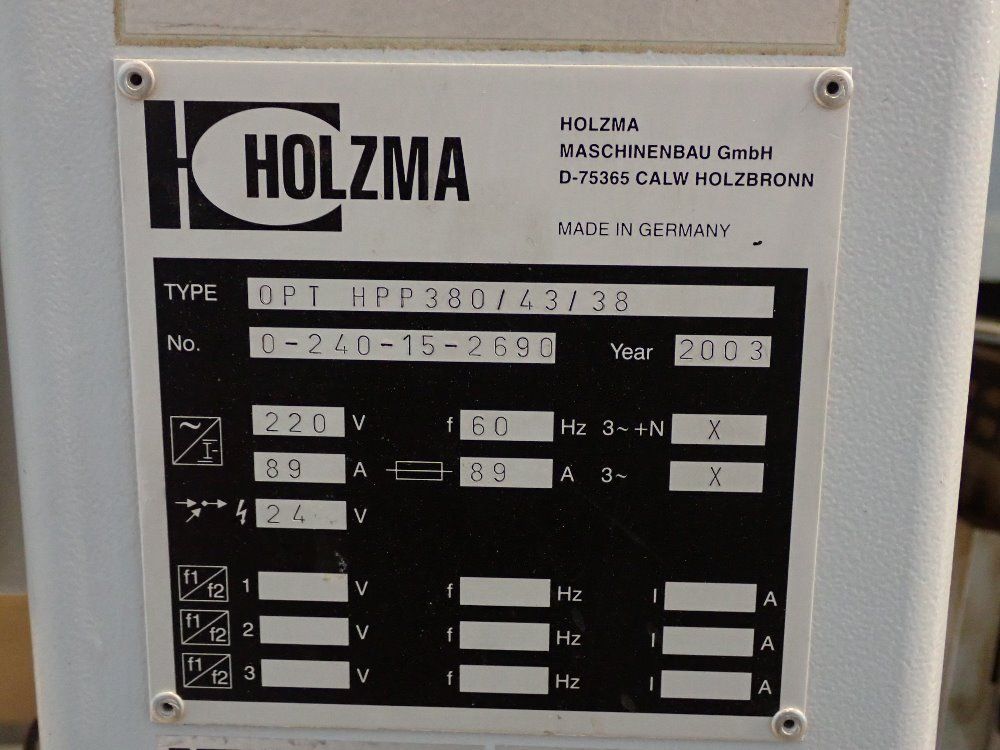 HOLZMA
HOLZMA
MASCHINENBAU GmbH
D-75365 CALW HOLZBRONN
MADE IN GERMANY
TYPE OPT HPP380/43/38
No. 0-240-15-2690 Year 2003
220 V f 60 Hz 3~+N X
89 A 89 A 3~ X
24 V
f1/f2 1 V f Hz I A
f1/f2 2 V f Hz I A
f1/f2 3 V f Hz I A